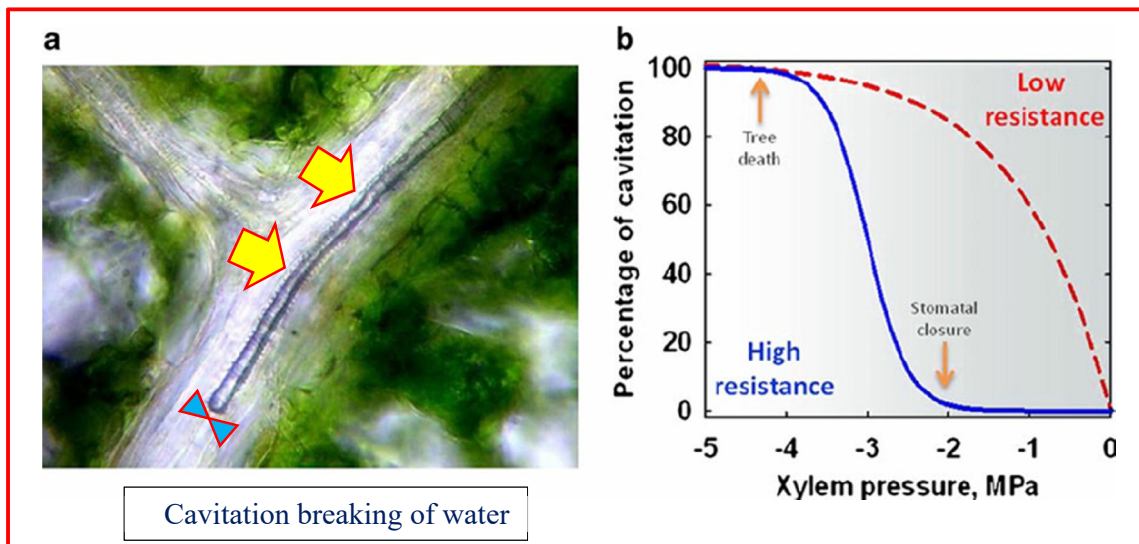 a
Cavitation breaking of water
b
Percentage of cavitation
100
80
60
40
20
0
Tree
death
Low
resistance
Stomatal
closure
High
resistance
-5 -4 -3 -2 -1 0
Xylem pressure, MPa